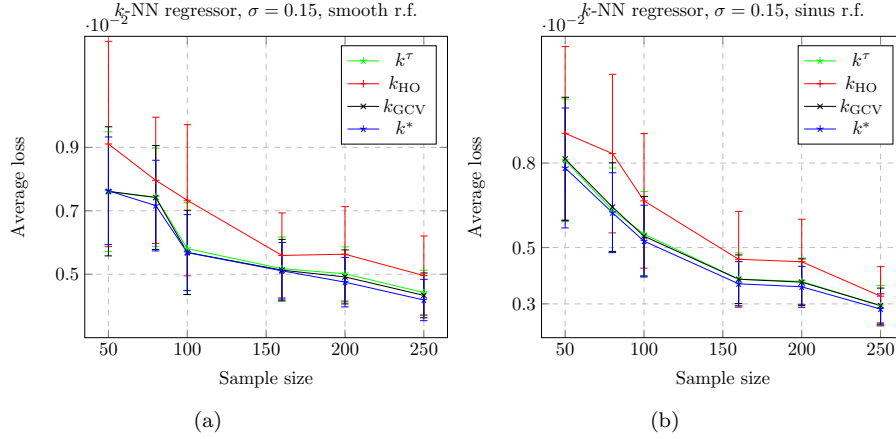 k-NN regressor, σ = 0.15, smooth r.f.
·10⁻²
k^τ
k_HO
k_GCV
k*
0.9
0.7
0.5
Average loss
50 100 150 200 250
Sample size
(a)
k-NN regressor, σ = 0.15, sinus r.f.
·10⁻²
k^τ
k_HO
k_GCV
k*
0.8
0.5
0.3
Average loss
50 100 150 200 250
Sample size
(b)